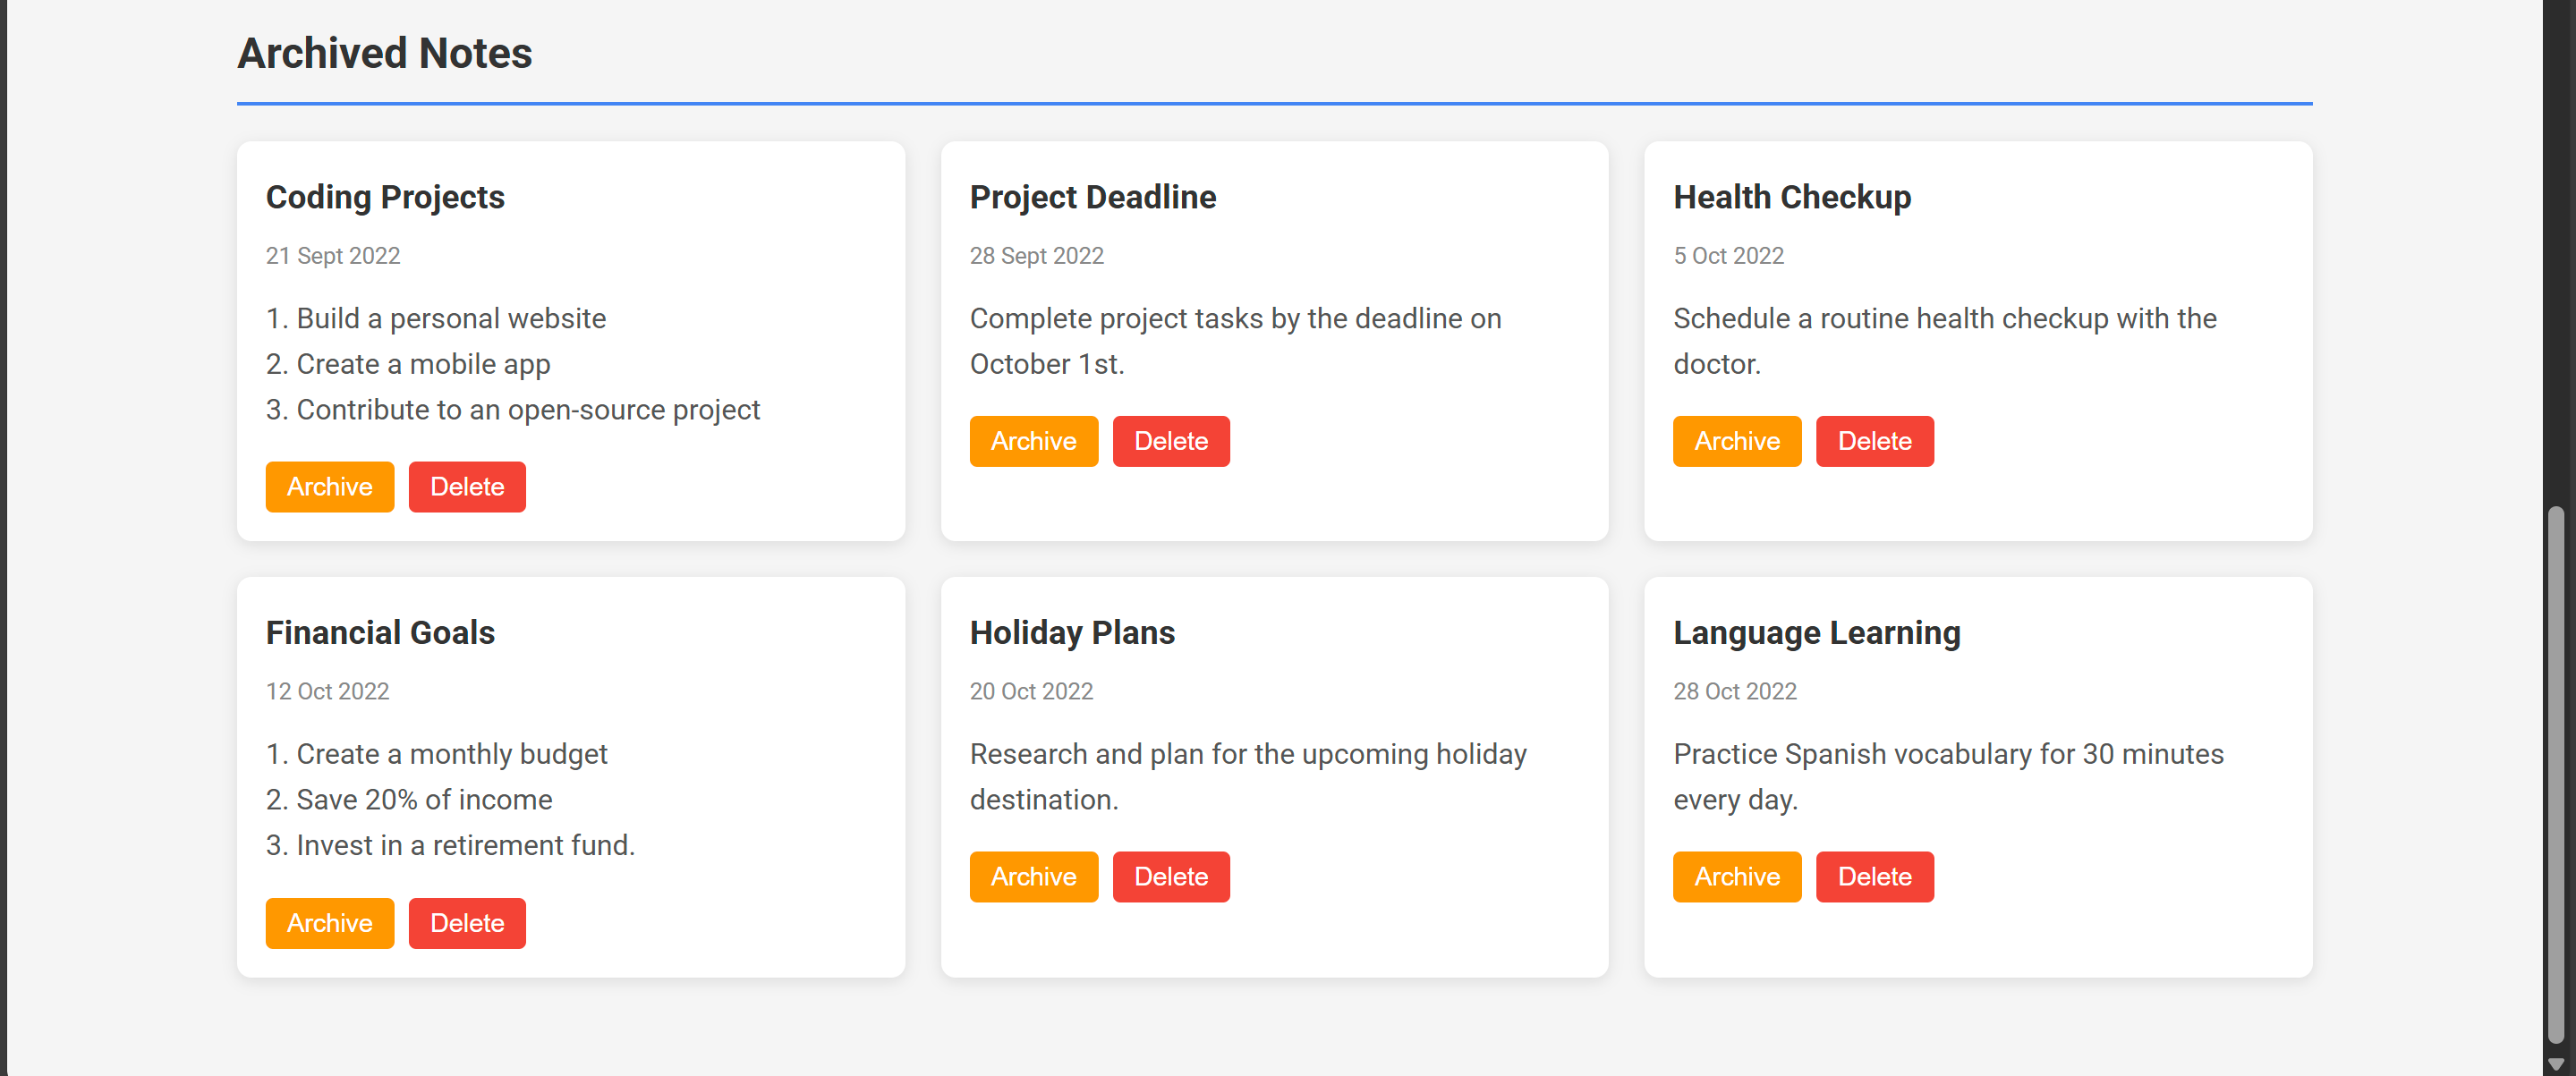 Archived Notes
Coding Projects
21 Sept 2022
1. Build a personal website
2. Create a mobile app
3. Contribute to an open-source project
Archive Delete
Project Deadline
28 Sept 2022
Complete project tasks by the deadline on
October 1st.
Archive Delete
Health Checkup
5 Oct 2022
Schedule a routine health checkup with the
doctor.
Archive Delete
Financial Goals
12 Oct 2022
1. Create a monthly budget
2. Save 20% of income
3. Invest in a retirement fund.
Archive Delete
Holiday Plans
20 Oct 2022
Research and plan for the upcoming holiday
destination.
Archive Delete
Language Learning
28 Oct 2022
Practice Spanish vocabulary for 30 minutes
every day.
Archive Delete